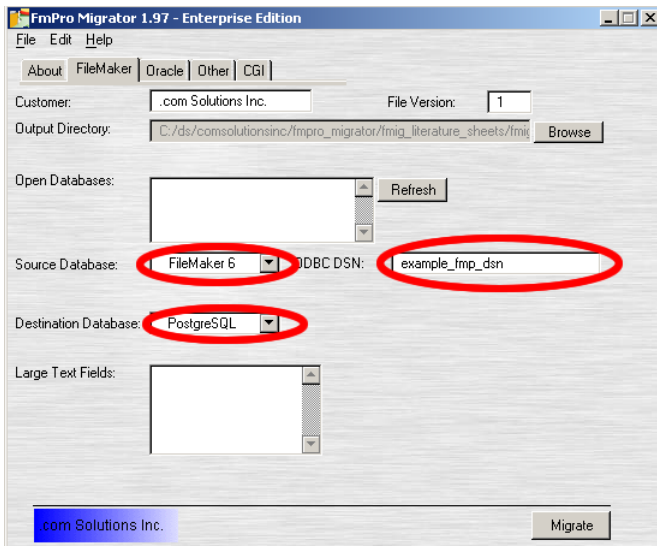 FmPro Migrator 1.97 - Enterprise Edition
File Edit Help
About FileMaker Oracle Other CGI
Customer: .com Solutions Inc. File Version: 1
Output Directory: C:/ds/comsolutionsinc/fmpro_migrator/fmig_literature_sheets/fmig Browse
Open Databases: Refresh
Source Database: FileMaker 6 ODBC DSN: example_fmp_dsn
Destination Database: PostgreSQL
Large Text Fields:
.com Solutions Inc. Migrate